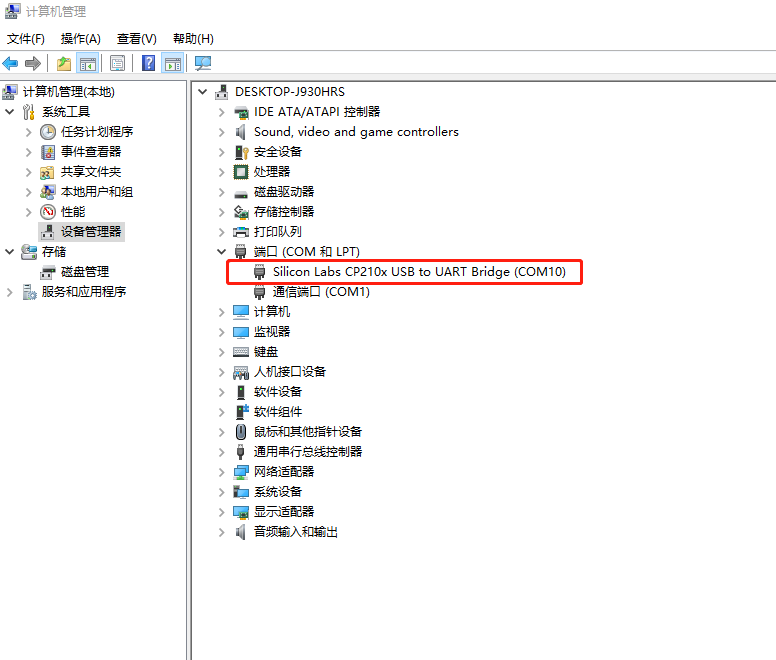 计算机管理
文件(F) 操作(A) 查看(V) 帮助(H)
计算机管理(本地)
系统工具
任务计划程序
事件查看器
共享文件夹
本地用户和组
性能
设备管理器
存储
磁盘管理
服务和应用程序
DESKTOP-J930HRS
IDE ATA/ATAPI 控制器
Sound, video and game controllers
安全设备
处理器
磁盘驱动器
存储控制器
打印队列
端口 (COM 和 LPT)
Silicon Labs CP210x USB to UART Bridge (COM10)
通信端口 (COM1)
计算机
监视器
键盘
人机接口设备
软件设备
软件组件
鼠标和其他指针设备
通用串行总线控制器
网络适配器
系统设备
显示适配器
音频输入和输出